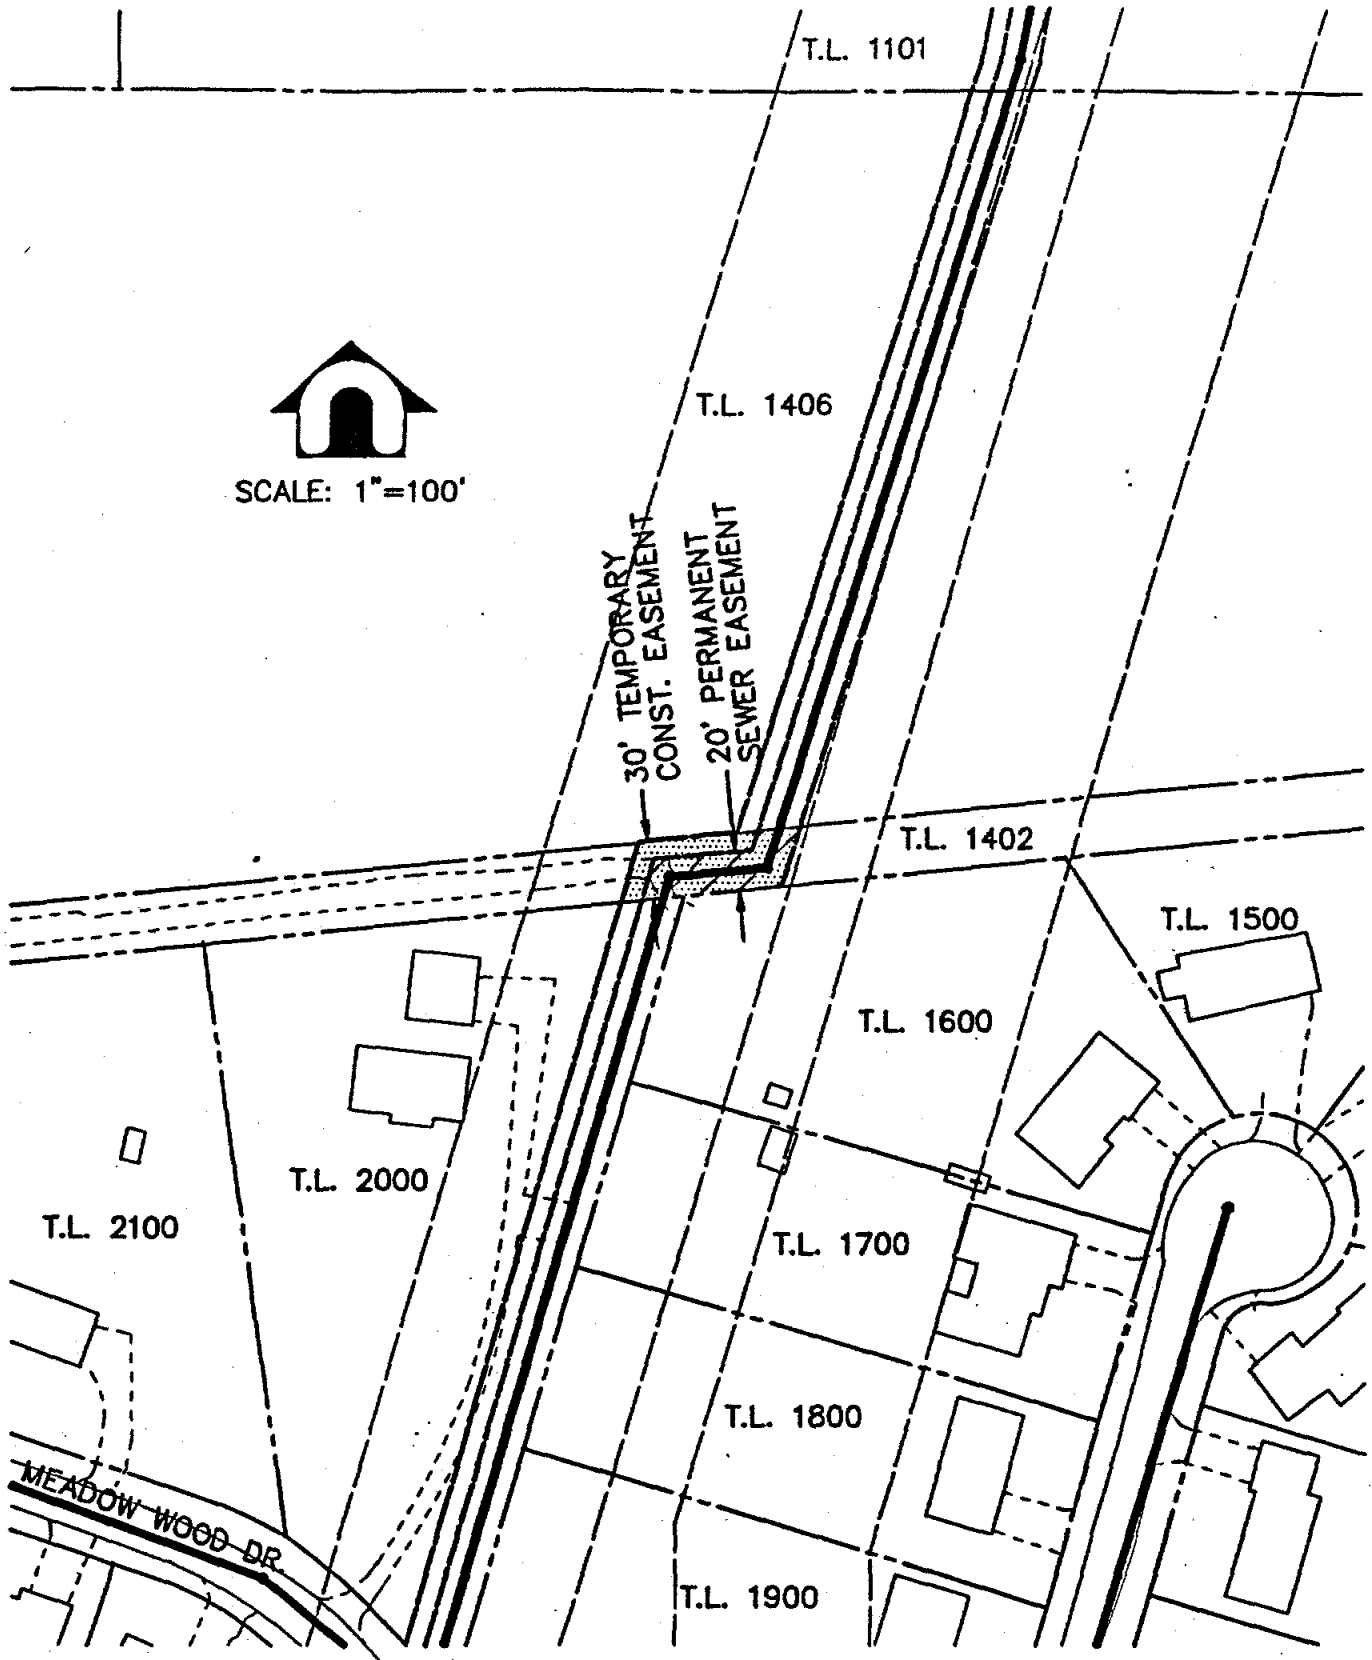 T.L. 1101
T.L. 1406
SCALE: 1"=100'
30' TEMPORARY
CONST. EASEMENT
20' PERMANENT
SEWER EASEMENT
T.L. 1402
T.L. 1500
T.L. 1600
T.L. 2000
T.L. 2100
T.L. 1700
T.L. 1800
MEADOW WOOD DR.
T.L. 1900